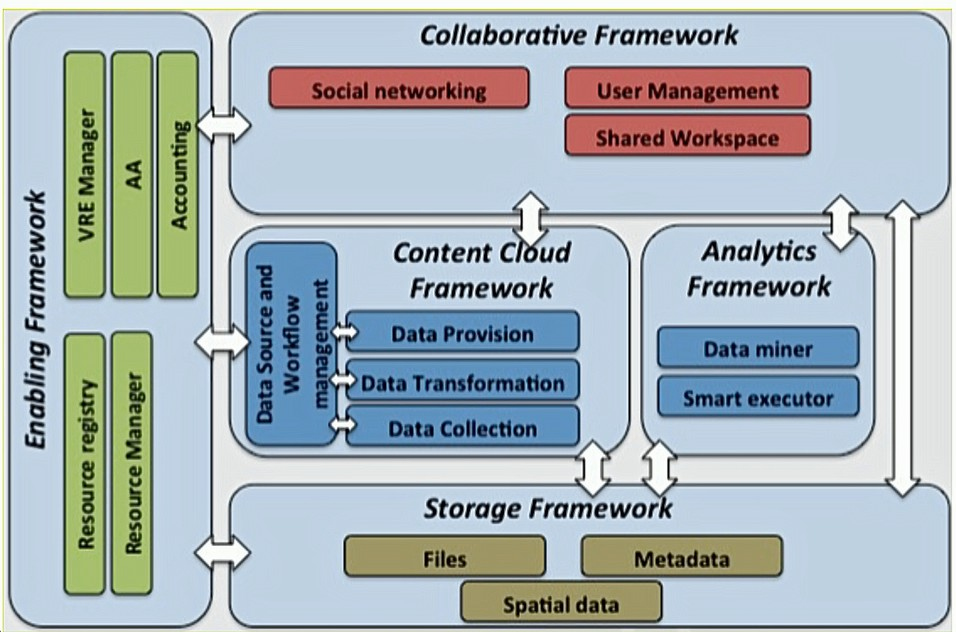 Enabling Framework
VRE Manager
AA
Accounting
Resource registry
Resource Manager
Collaborative Framework
Social networking
User Management
Shared Workspace
Content Cloud
Framework
Data Source and
Workflow
management
Data Provision
Data Transformation
Data Collection
Analytics
Framework
Data miner
Smart executor
Storage Framework
Files
Metadata
Spatial data